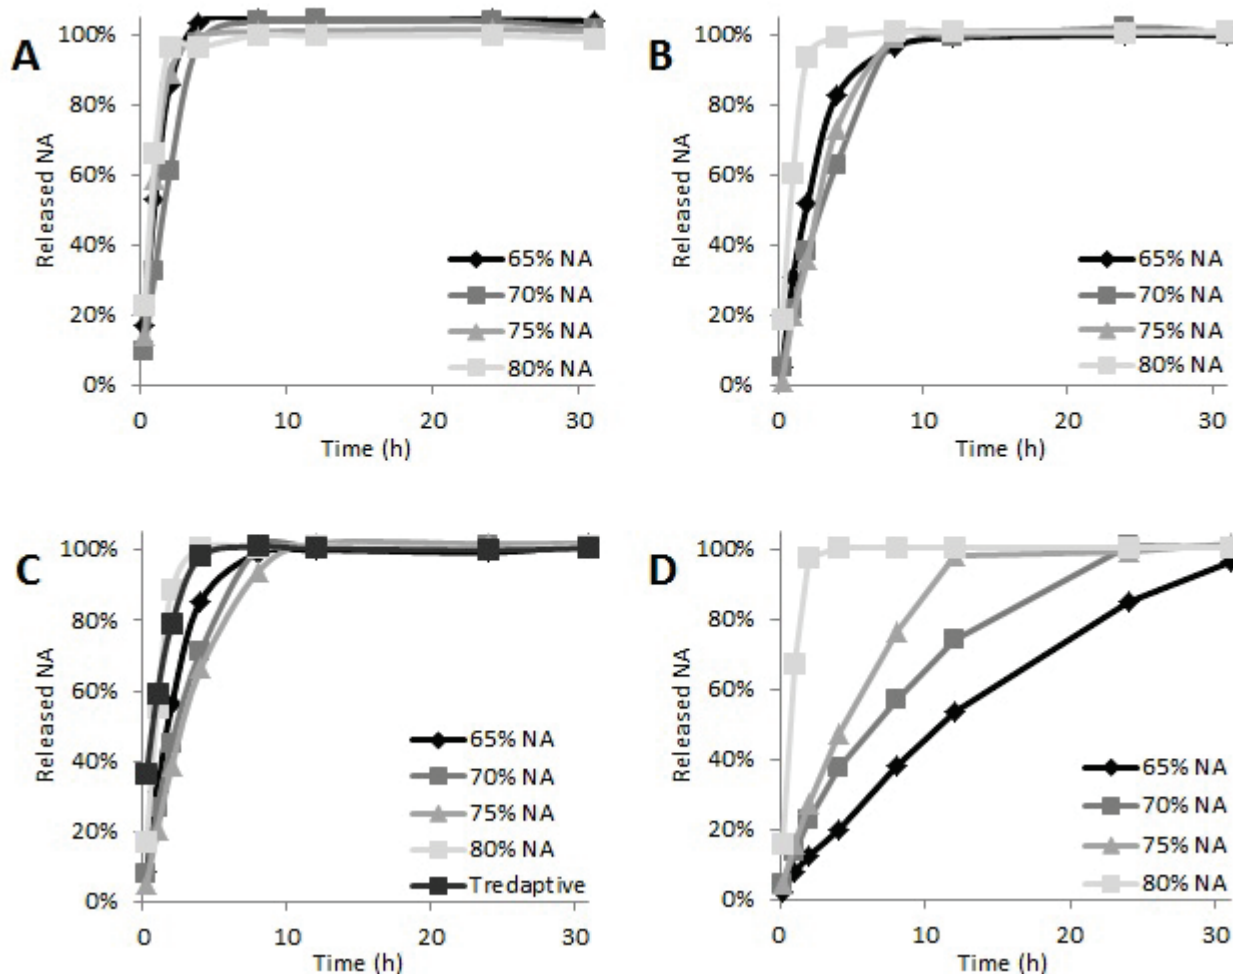 A
Released NA
100%
80%
60%
40%
20%
0%
65% NA
70% NA
75% NA
80% NA
0 10 20 30
Time (h)
B
Released NA
100%
80%
60%
40%
20%
0%
65% NA
70% NA
75% NA
80% NA
0 10 20 30
Time (h)
C
Released NA
100%
80%
60%
40%
20%
0%
65% NA
70% NA
75% NA
80% NA
Tredaptive
0 10 20 30
Time (h)
D
Released NA
100%
80%
60%
40%
20%
0%
65% NA
70% NA
75% NA
80% NA
0 10 20 30
Time (h)